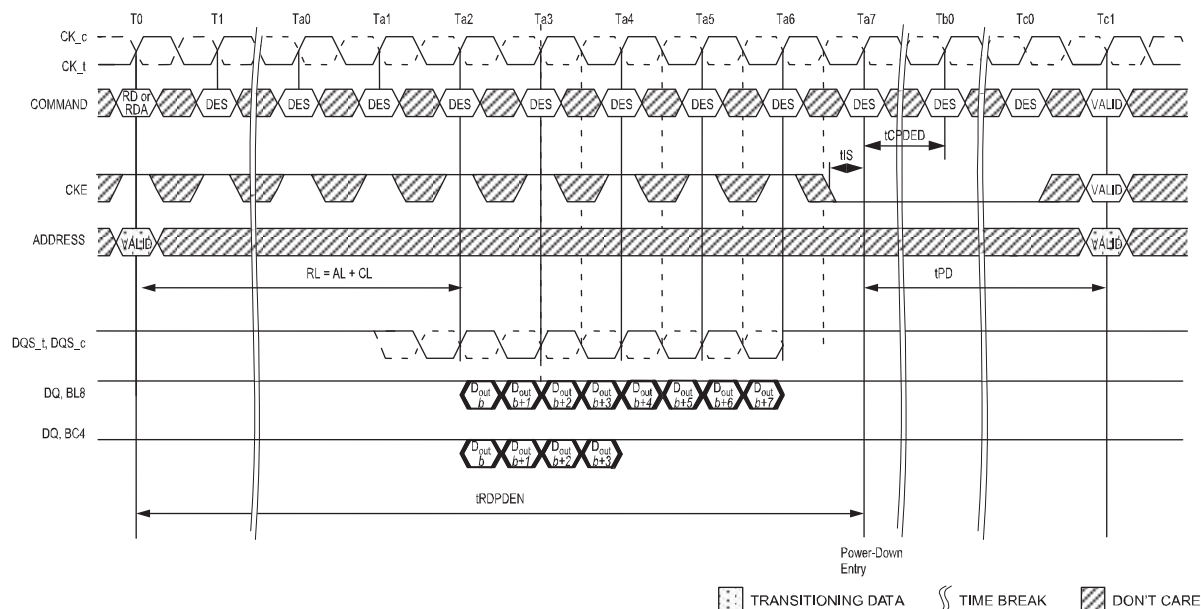 T0 T1 Ta0 Ta1 Ta2 Ta3 Ta4 Ta5 Ta6 Ta7 Tb0 Tc0 Tc1
CK_c
CK_t
COMMAND
RD or
RDA
DES DES DES DES DES DES DES DES DES DES DES VALID
tCPDED
tIS
CKE
VALID
ADDRESS
VALID
VALID
RL = AL + CL
tPD
DQS_t, DQS_c
DQ, BL8
Dout Dout Dout Dout Dout Dout Dout Dout
b b+1 b+2 b+3 b+4 b+5 b+6 b+7
DQ, BC4
Dout Dout Dout Dout
b b+1 b+2 b+3
tRDPDEN
Power-Down
Entry
TRANSITIONING DATA TIME BREAK DON'T CARE